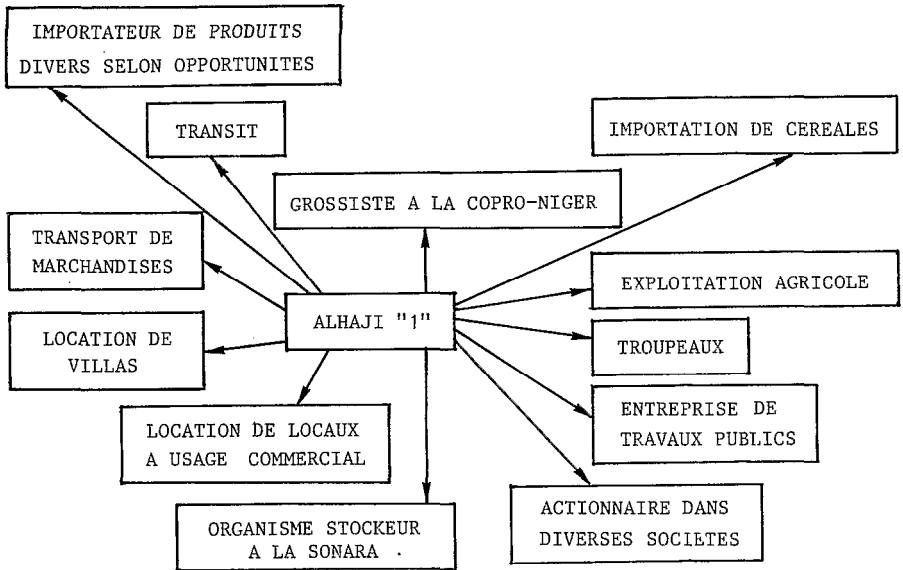 IMPORTATEUR DE PRODUITS
DIVERS SELON OPPORTUNITES
TRANSIT
IMPORTATION DE CEREALES
GROSSISTE A LA COPRO-NIGER
TRANSPORT DE
MARCHANDISES
EXPLOITATION AGRICOLE
ALHAJI "1"
LOCATION DE
VILLAS
TROUPEAUX
ENTREPRISE DE
TRAVAUX PUBLICS
LOCATION DE LOCAUX
A USAGE COMMERCIAL
ORGANISME STOCKEUR
A LA SONARA .
ACTIONNAIRE DANS
DIVERSES SOCIETES